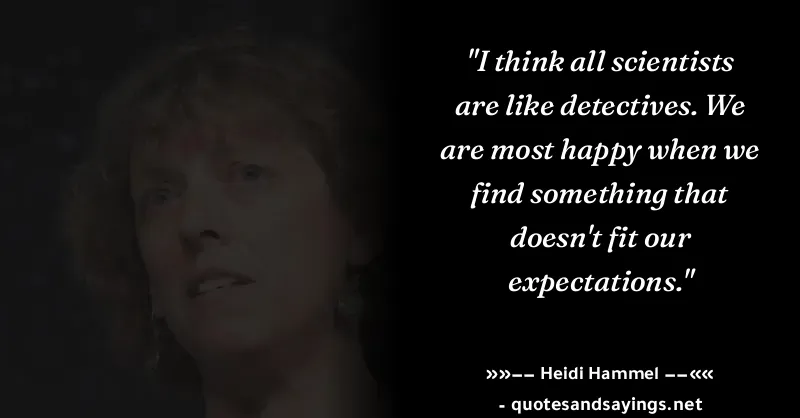 "I think all scientists
are like detectives. We
are most happy when we
find something that
doesn't fit our
expectations."
»»−− Heidi Hammel −−««
- quotesandsayings.net